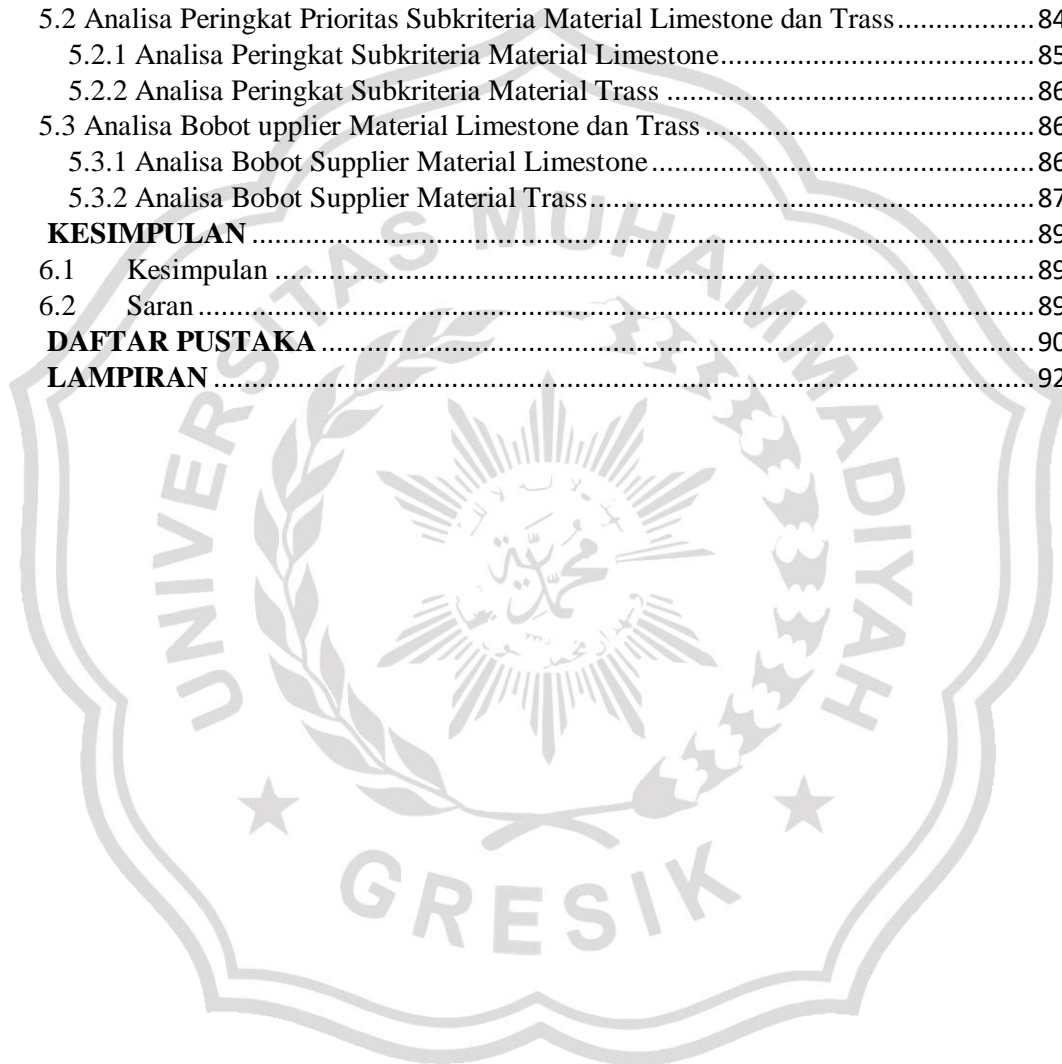 5.2 Analisa Peringkat Prioritas Subkriteria Material Limestone dan Trass................84
5.2.1 Analisa Peringkat Subkriteria Material Limestone................85
5.2.2 Analisa Peringkat Subkriteria Material Trass................86
5.3 Analisa Bobot upplier Material Limestone dan Trass................86
5.3.1 Analisa Bobot Supplier Material Limestone................86
5.3.2 Analisa Bobot Supplier Material Trass................87
KESIMPULAN................89
6.1 Kesimpulan................89
6.2 Saran................89
DAFTAR PUSTAKA................90
LAMPIRAN................92
UNIVERSITAS MUHAMMADIYAH
GRESIK